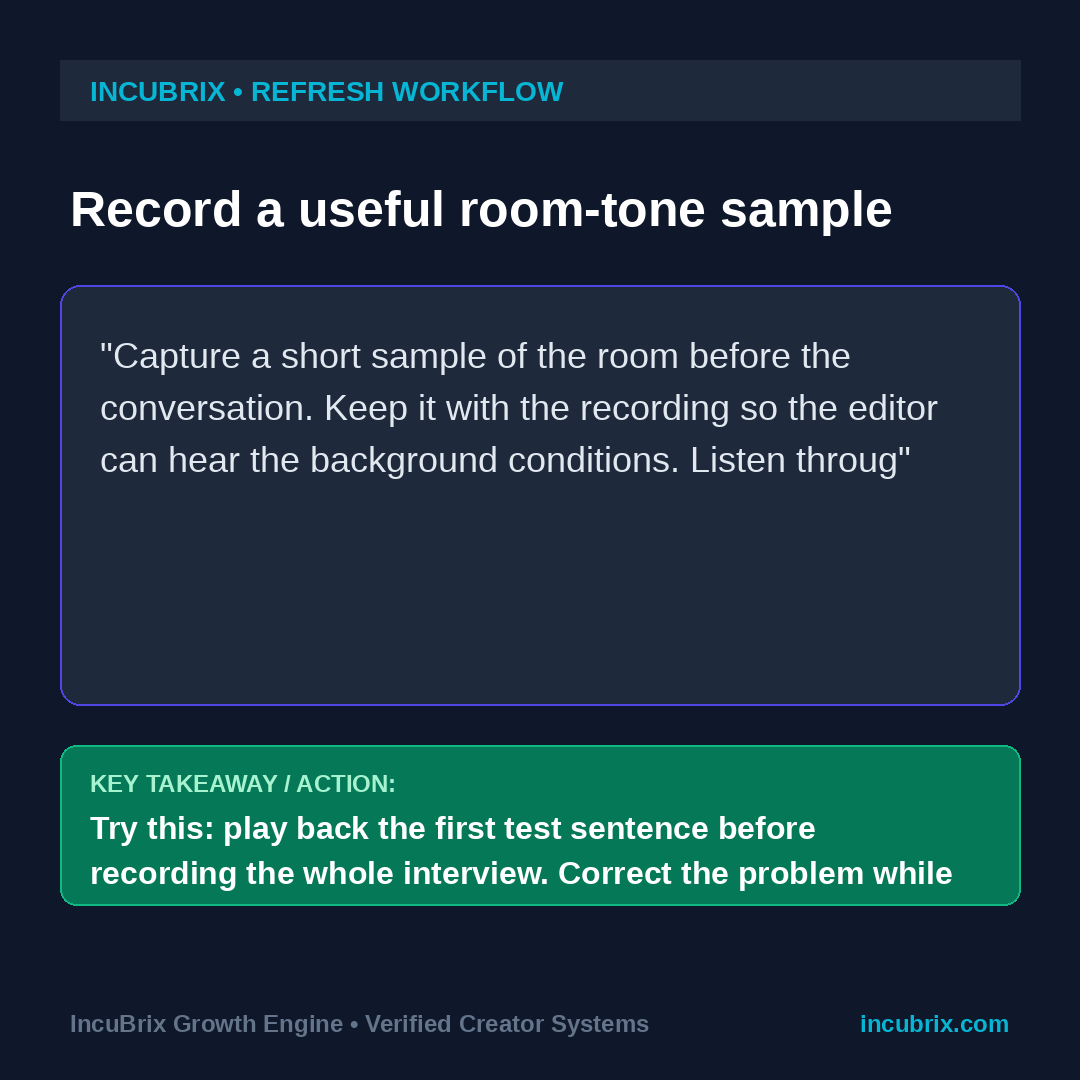 INCUBRIX • REFRESH WORKFLOW
Record a useful room-tone sample
"Capture a short sample of the room before the
conversation. Keep it with the recording so the editor
can hear the background conditions. Listen throug"
KEY TAKEAWAY / ACTION:
Try this: play back the first test sentence before
recording the whole interview. Correct the problem while
IncuBrix Growth Engine • Verified Creator Systems
incubrix.com